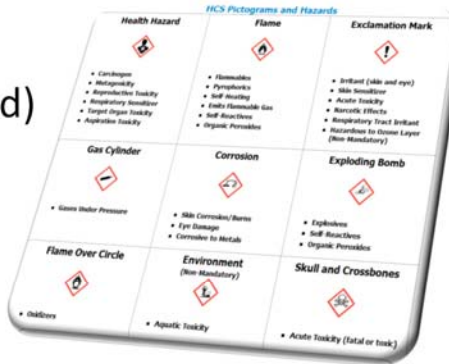 d)
HCS Pictograms and Hazards
Health Hazard
• Carcinogen
• Mutagenicity
• Reproductive Toxicity
• Respiratory Sensitizer
• Target Organ Toxicity
• Aspiration Toxicity
Flame
• Flammables
• Pyrophorics
• Self-Heating
• Emits Flammable Gas
• Self-Reactives
• Organic Peroxides
Exclamation Mark
• Irritant (skin and eye)
• Skin Sensitizer
• Acute Toxicity
• Narcotic Effects
• Respiratory Tract Irritant
• Hazardous to Ozone Layer
(Non-Mandatory)
Gas Cylinder
• Gases Under Pressure
Corrosion
• Skin Corrosion/Burns
• Eye Damage
• Corrosive to Metals
Exploding Bomb
• Explosives
• Self-Reactives
• Organic Peroxides
Flame Over Circle
• Oxidizers
Environment
(Non-Mandatory)
• Aquatic Toxicity
Skull and Crossbones
• Acute Toxicity (fatal or toxic)